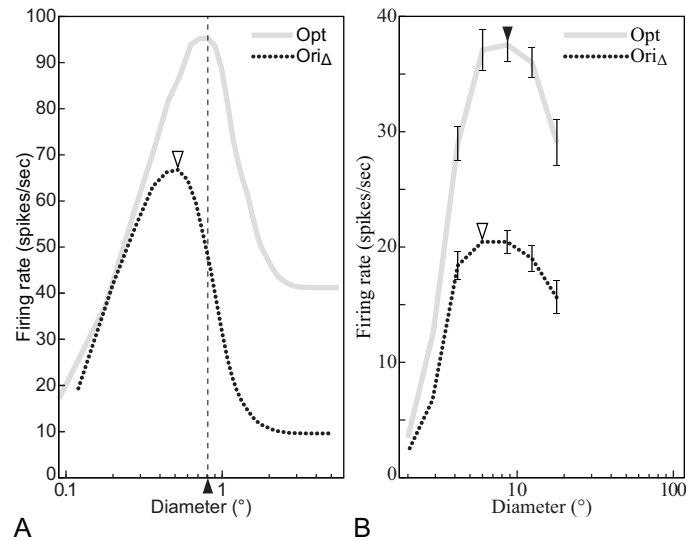 100
90
80
70
60
50
40
30
20
10
0
Firing rate (spikes/sec)
Opt
OriΔ
0.1
1
Diameter (°)
A
40
30
20
10
0
Firing rate (spikes/sec)
Opt
OriΔ
1
10
100
Diameter (°)
B